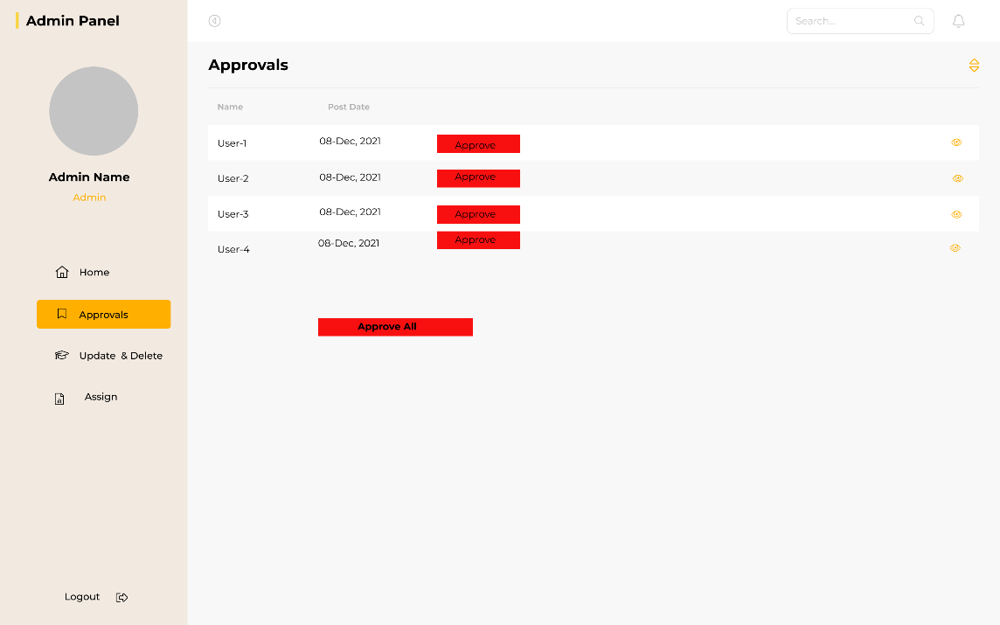 Admin Panel
Search...
Admin Name
Admin
Home
Approvals
Update & Delete
Assign
Logout
Approvals
Name Post Date
User-1 08-Dec, 2021 Approve
User-2 08-Dec, 2021 Approve
User-3 08-Dec, 2021 Approve
User-4 08-Dec, 2021 Approve
Approve All